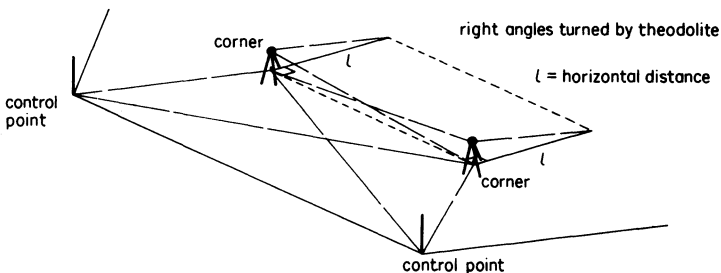 right angles turned by theodolite
corner
l
l = horizontal distance
control
point
l
corner
control point